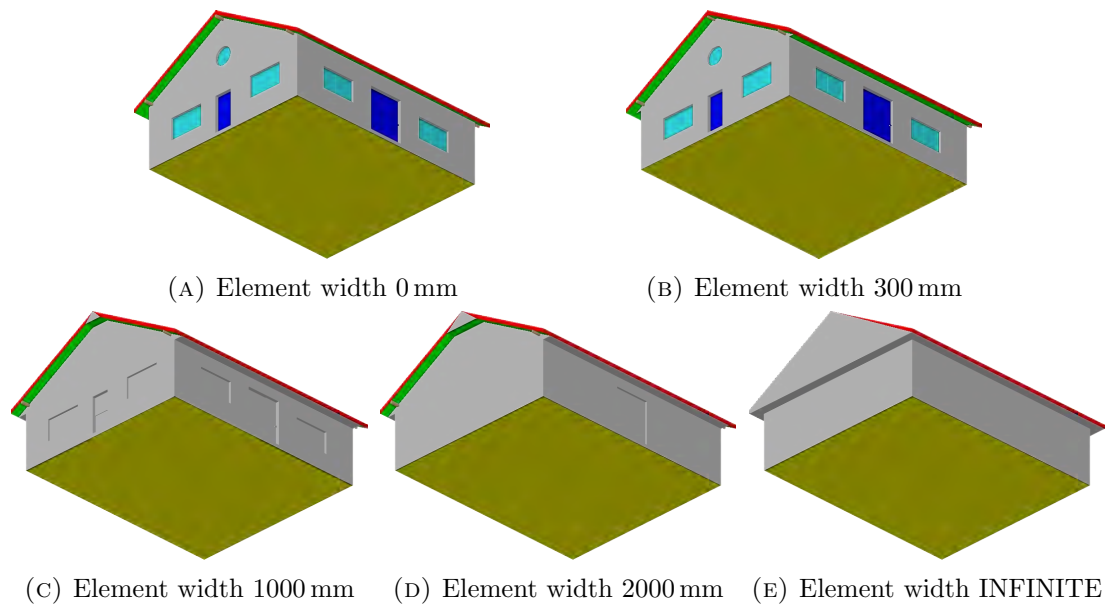 (A) Element width 0 mm
(B) Element width 300 mm
(C) Element width 1000 mm
(D) Element width 2000 mm
(E) Element width INFINITE